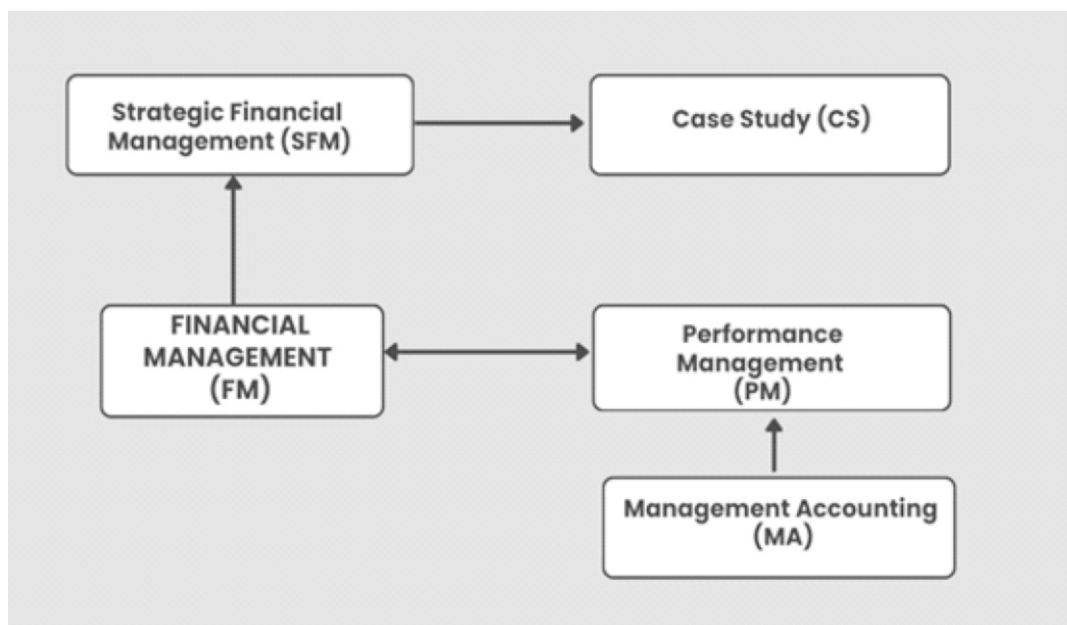 Strategic Financial
Management (SFM)
Case Study (CS)
FINANCIAL
MANAGEMENT
(FM)
Performance
Management
(PM)
Management Accounting
(MA)